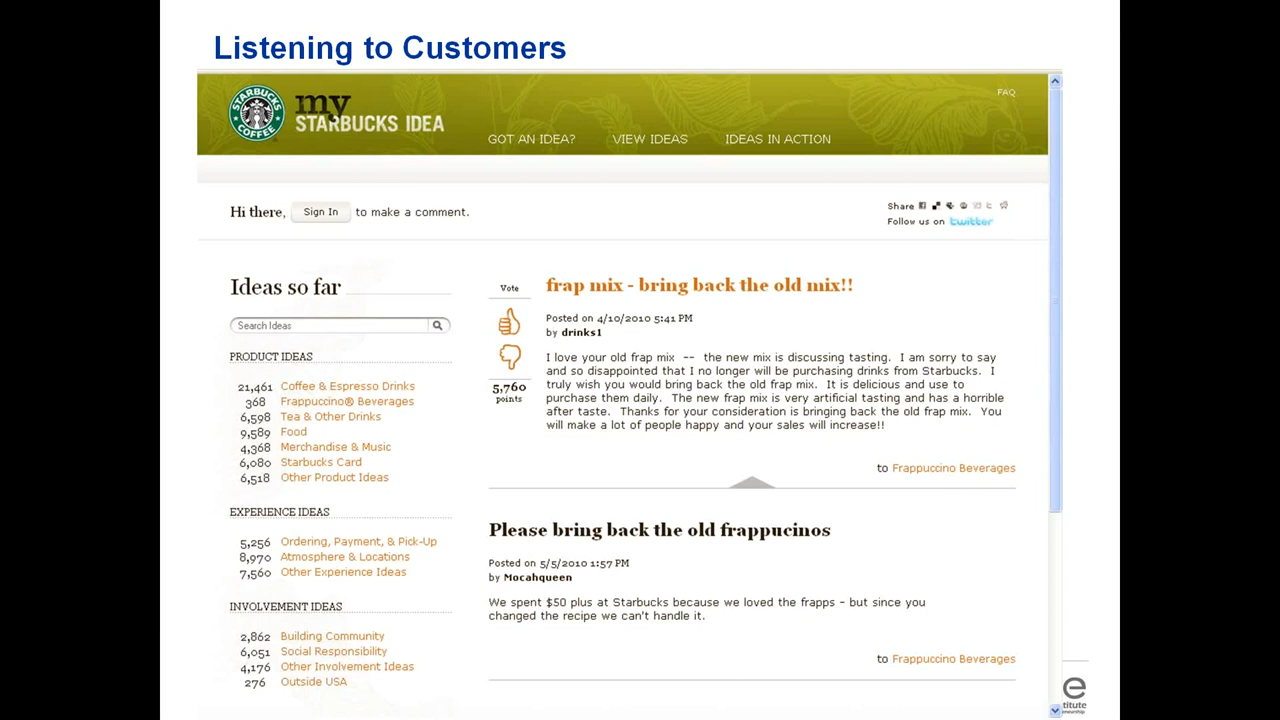 Listening to Customers
STARBUCKS
COFFEE
my
STARBUCKS IDEA
FAQ
GOT AN IDEA? VIEW IDEAS IDEAS IN ACTION
Hi there, Sign In to make a comment.
Share
Follow us on twitter
Ideas so far
Search Ideas
PRODUCT IDEAS
21,461 Coffee & Espresso Drinks
368 Frappuccino® Beverages
6,598 Tea & Other Drinks
9,589 Food
4,368 Merchandise & Music
6,080 Starbucks Card
6,518 Other Product Ideas
EXPERIENCE IDEAS
5,256 Ordering, Payment, & Pick-Up
8,970 Atmosphere & Locations
7,560 Other Experience Ideas
INVOLVEMENT IDEAS
2,862 Building Community
6,051 Social Responsibility
4,176 Other Involvement Ideas
276 Outside USA
Vote
5,760
points
frap mix - bring back the old mix!!
Posted on 4/10/2010 5:41 PM
by drinks1
I love your old frap mix -- the new mix is discussing tasting. I am sorry to say
and so disappointed that I no longer will be purchasing drinks from Starbucks. I
truly wish you would bring back the old frap mix. It is delicious and use to
purchase them daily. The new frap mix is very artificial tasting and has a horrible
after taste. Thanks for your consideration is bringing back the old frap mix. You
will make a lot of people happy and your sales will increase!!
to Frappuccino Beverages
Please bring back the old frappucinos
Posted on 5/5/2010 1:57 PM
by Mocahqueen
We spent $50 plus at Starbucks because we loved the frapps - but since you
changed the recipe we can't handle it.
to Frappuccino Beverages
e
titute